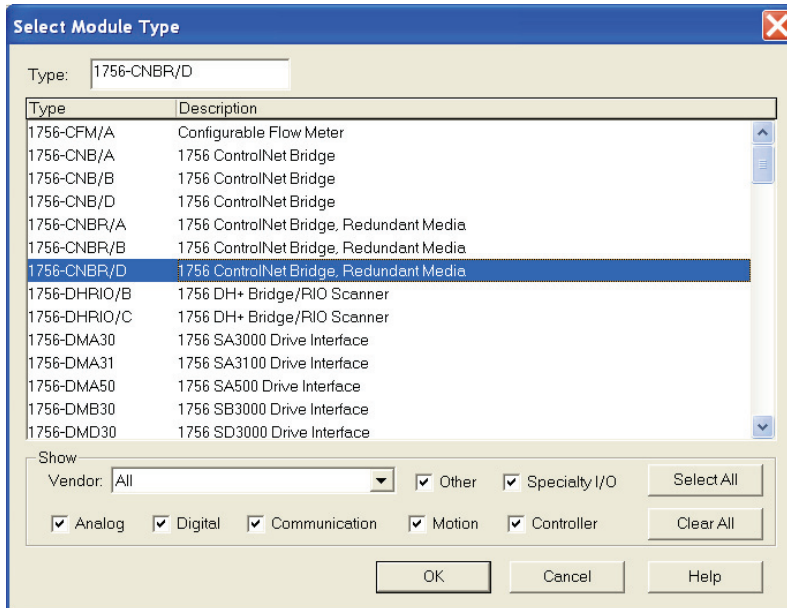 Select Module Type
Type: 1756-CNBR/D
Type Description
1756-CFM/A Configurable Flow Meter
1756-CNB/A 1756 ControlNet Bridge
1756-CNB/B 1756 ControlNet Bridge
1756-CNB/D 1756 ControlNet Bridge
1756-CNBR/A 1756 ControlNet Bridge, Redundant Media
1756-CNBR/B 1756 ControlNet Bridge, Redundant Media
1756-CNBR/D 1756 ControlNet Bridge, Redundant Media
1756-DHRIO/B 1756 DH+ Bridge/RIO Scanner
1756-DHRIO/C 1756 DH+ Bridge/RIO Scanner
1756-DMA30 1756 SA3000 Drive Interface
1756-DMA31 1756 SA3100 Drive Interface
1756-DMA50 1756 SA500 Drive Interface
1756-DMB30 1756 SB3000 Drive Interface
1756-DMD30 1756 SD3000 Drive Interface
Show
Vendor: All Other Specialty I/O Select All
Analog Digital Communication Motion Controller Clear All
OK Cancel Help